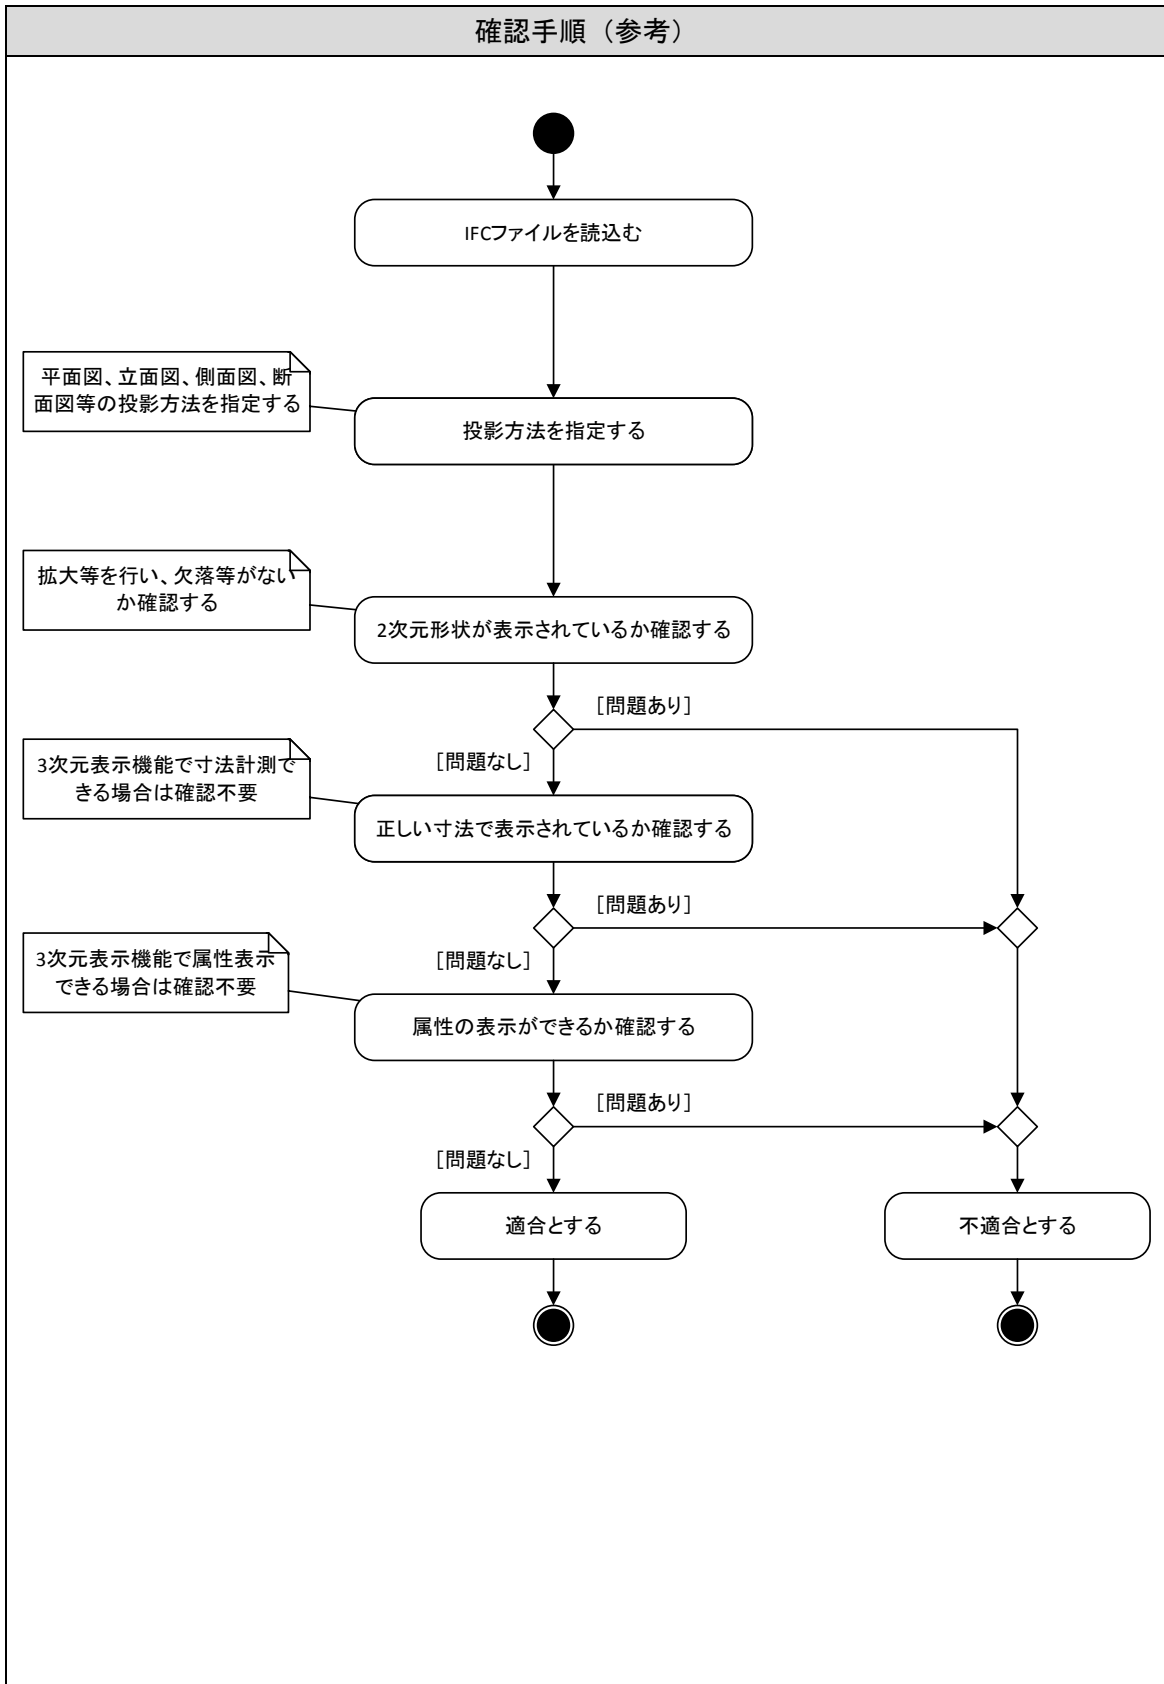 確認手順（参考）
IFCファイルを読込む
平面図、立面図、側面図、断
面図等の投影方法を指定する
投影方法を指定する
拡大等を行い、欠落等がない
か確認する
2次元形状が表示されているか確認する
[問題あり]
[問題なし]
3次元表示機能で寸法計測で
きる場合は確認不要
正しい寸法で表示されているか確認する
[問題あり]
[問題なし]
3次元表示機能で属性表示
できる場合は確認不要
属性の表示ができるか確認する
[問題あり]
[問題なし]
適合とする
不適合とする